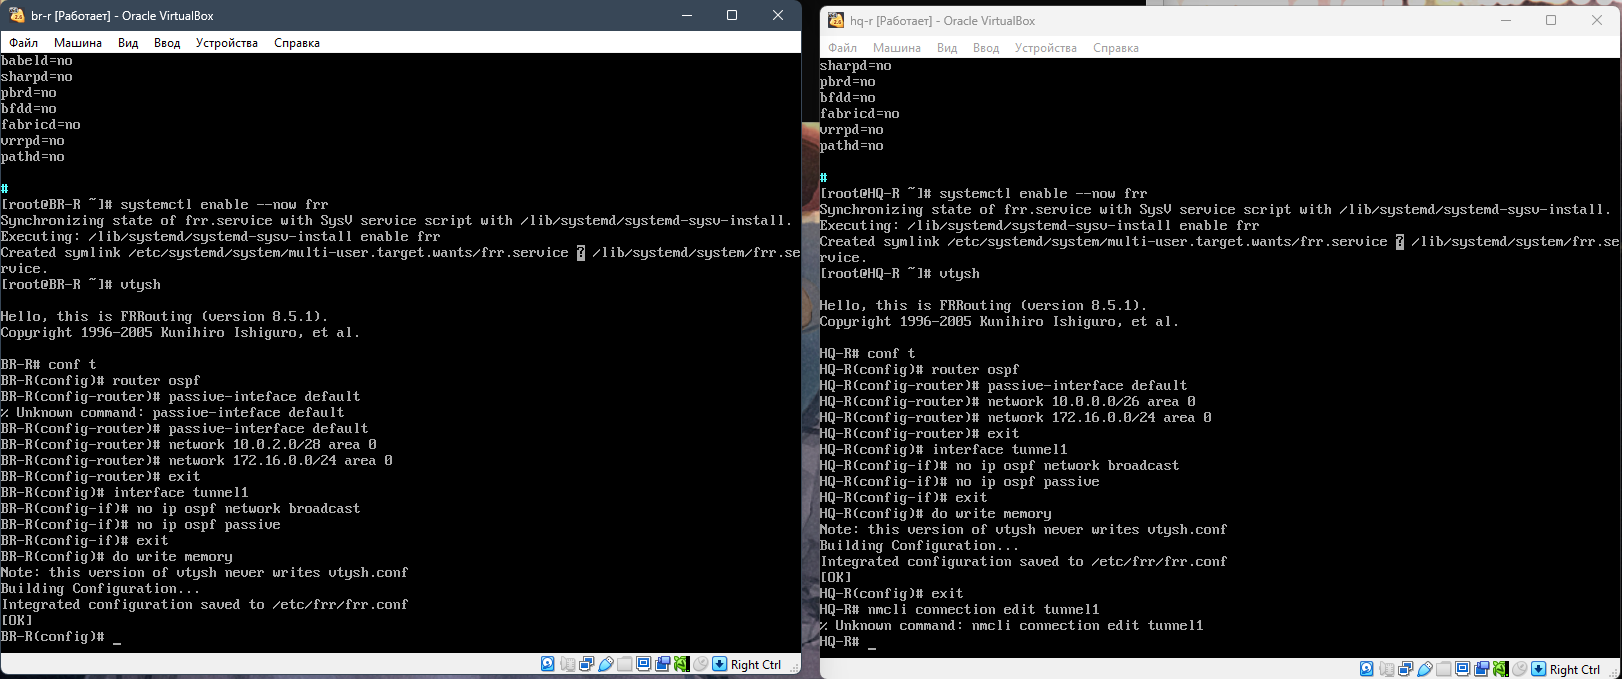 br-r [Работает] - Oracle VirtualBox
Файл Машина Вид Ввод Устройства Справка
babeld=no
sharpd=no
pbrd=no
bfdd=no
fabricd=no
vrrpd=no
pathd=no
#
[root@BR-R ~]# systemctl enable --now frr
Synchronizing state of frr.service with SysV service script with /lib/systemd/systemd-sysv-install.
Executing: /lib/systemd/systemd-sysv-install enable frr
Created symlink /etc/systemd/system/multi-user.target.wants/frr.service ? /lib/systemd/system/frr.se
rvice.
[root@BR-R ~]# vtysh
Hello, this is FRRouting (version 8.5.1).
Copyright 1996-2005 Kunihiro Ishiguro, et al.
BR-R# conf t
BR-R(config)# router ospf
BR-R(config-router)# passive-inteface default
% Unknown command: passive-inteface default
BR-R(config-router)# passive-interface default
BR-R(config-router)# network 10.0.2.0/28 area 0
BR-R(config-router)# network 172.16.0.0/24 area 0
BR-R(config-router)# exit
BR-R(config)# interface tunnel1
BR-R(config-if)# no ip ospf network broadcast
BR-R(config-if)# no ip ospf passive
BR-R(config-if)# exit
BR-R(config)# do write memory
Note: this version of vtysh never writes vtysh.conf
Building Configuration...
Integrated configuration saved to /etc/frr/frr.conf
[OK]
BR-R(config)# _
Right Ctrl
hq-r [Работает] - Oracle VirtualBox
Файл Машина Вид Ввод Устройства Справка
sharpd=no
pbrd=no
bfdd=no
fabricd=no
vrrpd=no
pathd=no
#
[root@HQ-R ~]# systemctl enable --now frr
Synchronizing state of frr.service with SysV service script with /lib/systemd/systemd-sysv-install.
Executing: /lib/systemd/systemd-sysv-install enable frr
Created symlink /etc/systemd/system/multi-user.target.wants/frr.service ? /lib/systemd/system/frr.se
rvice.
[root@HQ-R ~]# vtysh
Hello, this is FRRouting (version 8.5.1).
Copyright 1996-2005 Kunihiro Ishiguro, et al.
HQ-R# conf t
HQ-R(config)# router ospf
HQ-R(config-router)# passive-interface default
HQ-R(config-router)# network 10.0.0.0/26 area 0
HQ-R(config-router)# network 172.16.0.0/24 area 0
HQ-R(config-router)# exit
HQ-R(config)# interface tunnel1
HQ-R(config-if)# no ip ospf network broadcast
HQ-R(config-if)# no ip ospf passive
HQ-R(config-if)# exit
HQ-R(config)# do write memory
Note: this version of vtysh never writes vtysh.conf
Building Configuration...
Integrated configuration saved to /etc/frr/frr.conf
[OK]
HQ-R(config)# exit
HQ-R# nmcli connection edit tunnel1
% Unknown command: nmcli connection edit tunnel1
HQ-R# _
Right Ctrl